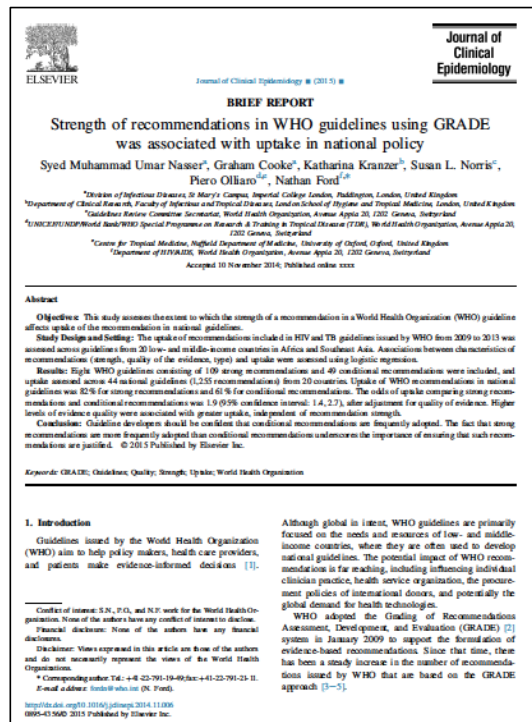 ELSEVIER
Journal of Clinical Epidemiology ■ (2015) ■
Journal of
Clinical
Epidemiology
BRIEF REPORT
Strength of recommendations in WHO guidelines using GRADE
was associated with uptake in national policy
Syed Muhammad Umar Nasser^a, Graham Cooke^a, Katharina Kranzer^b, Susan L. Norris^c,
Piero Olliaro^d,e, Nathan Ford^f,*
^aDivision of Infectious Diseases, St Mary's Campus, Imperial College London, Paddington, London, United Kingdom
^bDepartment of Clinical Research, Faculty of Infectious and Tropical Diseases, London School of Hygiene and Tropical Medicine, London, United Kingdom
^cGuidelines Review Committee Secretariat, World Health Organization, Avenue Appia 20, 1202 Geneva, Switzerland
^dUNICEF/UNDP/World Bank/WHO Special Programme on Research & Training in Tropical Diseases (TDR), World Health Organization, Avenue Appia 20,
1202 Geneva, Switzerland
^eCentre for Tropical Medicine, Nuffield Department of Medicine, University of Oxford, Oxford, United Kingdom
^fDepartment of HIV/AIDS, World Health Organization, Avenue Appia 20, 1202 Geneva, Switzerland
Accepted 10 November 2014; Published online xxxx
Abstract
Objectives: This study assesses the extent to which the strength of a recommendation in a World Health Organization (WHO) guideline
affects uptake of the recommendation in national guidelines.
Study Design and Setting: The uptake of recommendations included in HIV and TB guidelines issued by WHO from 2009 to 2013 was
assessed across guidelines from 20 low- and middle-income countries in Africa and Southeast Asia. Associations between characteristics of
recommendations (strength, quality of the evidence, type) and uptake were assessed using logistic regression.
Results: Eight WHO guidelines consisting of 109 strong recommendations and 49 conditional recommendations were included, and
uptake assessed across 44 national guidelines (1,255 recommendations) from 20 countries. Uptake of WHO recommendations in national
guidelines was 82% for strong recommendations and 61% for conditional recommendations. The odds of uptake comparing strong recom-
mendations and conditional recommendations was 1.9 (95% confidence interval: 1.4, 2.7), after adjustment for quality of evidence. Higher
levels of evidence quality were associated with greater uptake, independent of recommendation strength.
Conclusion: Guideline developers should be confident that conditional recommendations are frequently adopted. The fact that strong
recommendations are more frequently adopted than conditional recommendations underscores the importance of ensuring that such recom-
mendations are justified. © 2015 Published by Elsevier Inc.
Keywords: GRADE; Guidelines; Quality; Strength; Uptake; World Health Organization
1. Introduction
Guidelines issued by the World Health Organization
(WHO) aim to help policy makers, health care providers,
and patients make evidence-informed decisions [1].
Conflict of interest: S.N., P.O., and N.F. work for the World Health Or-
ganization. None of the authors have any conflict of interest to disclose.
Financial disclosure: None of the authors have any financial
disclosures.
Disclaimer: Views expressed in this article are those of the authors
and do not necessarily represent the views of the World Health
Organizations.
* Corresponding author. Tel.: +41-22-791-19-49; fax: +41-22-791-21-11.
E-mail address: fordn@who.int (N. Ford).
Although global in intent, WHO guidelines are primarily
focused on the needs and resources of low- and middle-
income countries, where they are often used to develop
national guidelines. The potential impact of WHO recom-
mendations is far reaching, including influencing individual
clinician practice, health service organization, the procure-
ment policies of international donors, and potentially the
global demand for health technologies.
WHO adopted the Grading of Recommendations
Assessment, Development, and Evaluation (GRADE) [2]
system in January 2009 to support the formulation of
evidence-based recommendations. Since that time, there
has been a steady increase in the number of recommenda-
tions issued by WHO that are based on the GRADE
approach [3–5].
http://dx.doi.org/10.1016/j.jclinepi.2014.11.006
0895-4356/© 2015 Published by Elsevier Inc.